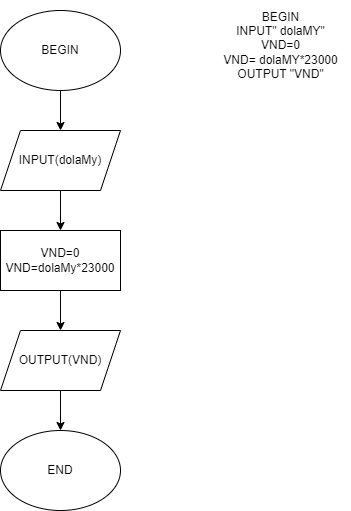 BEGIN
INPUT(dolaMy)
VND=0
VND=dolaMy*23000
OUTPUT(VND)
END
BEGIN
INPUT" dolaMY"
VND=0
VND= dolaMY*23000
OUTPUT "VND"